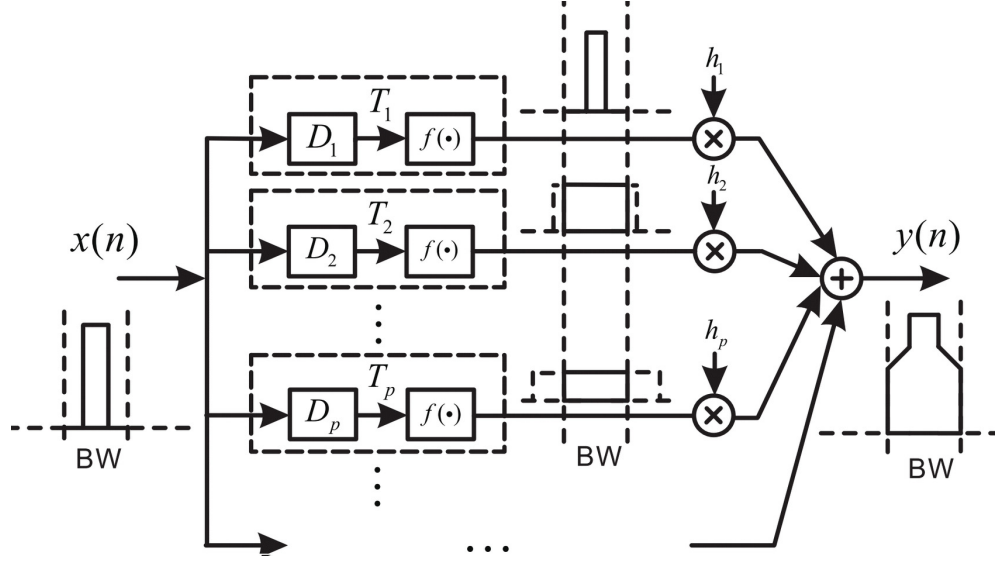 h₁
T₁
D₁ f(•)
h₂
T₂
x(n) D₂ f(•) y(n)
⋮
hₚ
Tₚ
Dₚ f(•)
BW BW BW
⋮
...